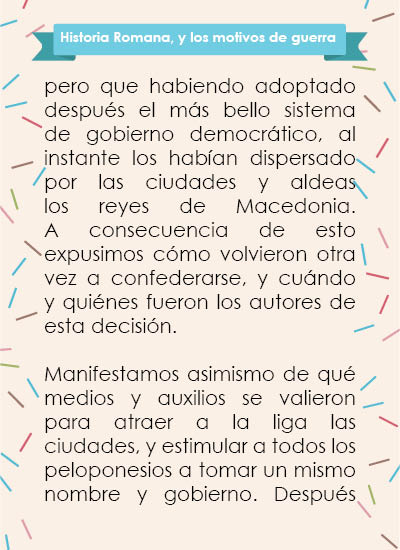 Historia Romana, y los motivos de guerra
pero que habiendo adoptado
después el más bello sistema
de gobierno democrático, al
instante los habían dispersado
por las ciudades y aldeas
los reyes de Macedonia.
A consecuencia de esto
expusimos cómo volvieron otra
vez a confederarse, y cuándo
y quiénes fueron los autores de
esta decisión.
Manifestamos asimismo de qué
medios y auxilios se valieron
para atraer a la liga las
ciudades, y estimular a todos los
peloponesios a tomar un mismo
nombre y gobierno. Después